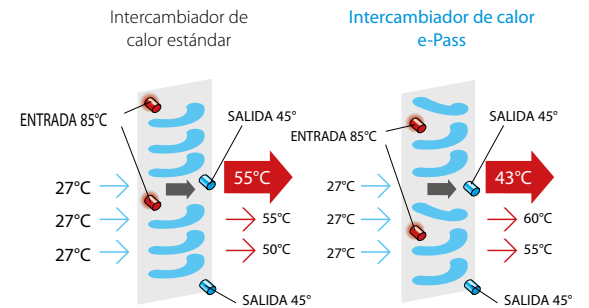 Intercambiador de
calor estándar
ENTRADA 85°C
SALIDA 45°
55°C
27°C
27°C
55°C
27°C
50°C
SALIDA 45°
Intercambiador de calor
e-Pass
SALIDA 45°
ENTRADA 85°C
43°C
27°C
27°C
60°C
27°C
55°C
SALIDA 45°